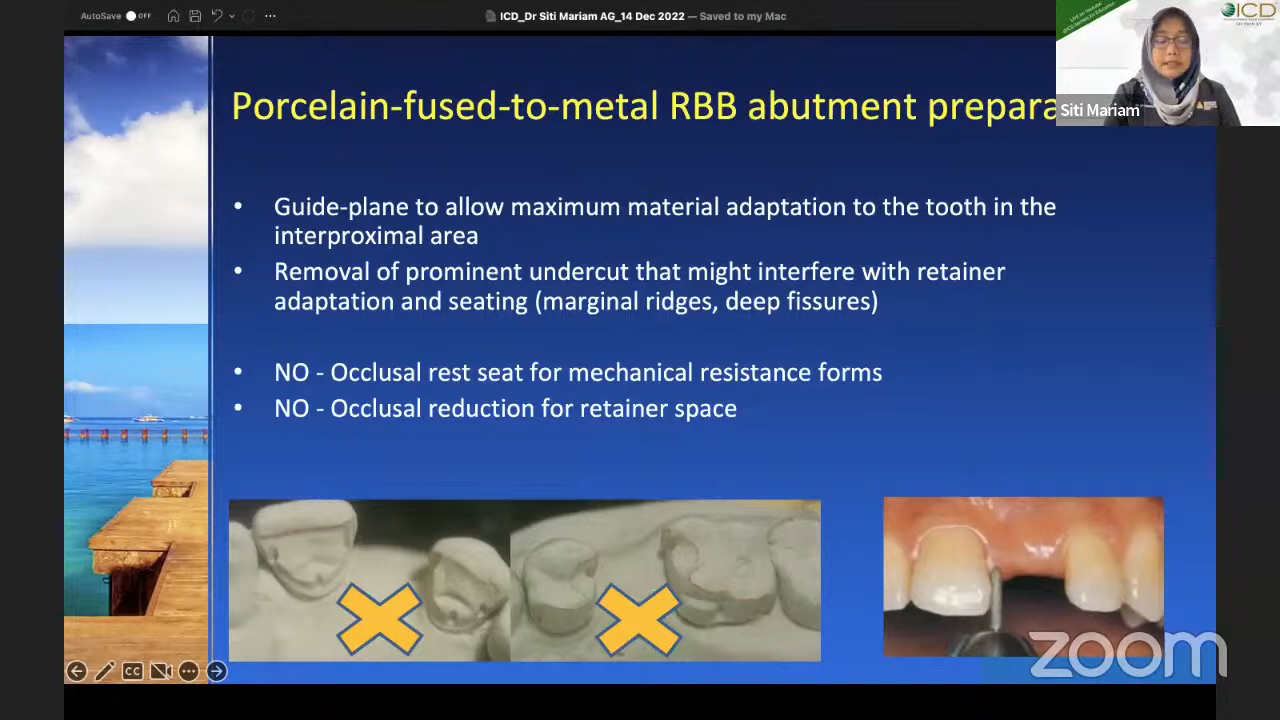 AutoSave OFF
ICD_Dr Siti Mariam AG_14 Dec 2022 — Saved to my Mac
ICD
Siti Mariam
Porcelain-fused-to-metal RBB abutment prepara
• Guide-plane to allow maximum material adaptation to the tooth in the
interproximal area
• Removal of prominent undercut that might interfere with retainer
adaptation and seating (marginal ridges, deep fissures)
• NO - Occlusal rest seat for mechanical resistance forms
• NO - Occlusal reduction for retainer space
CC
zoom